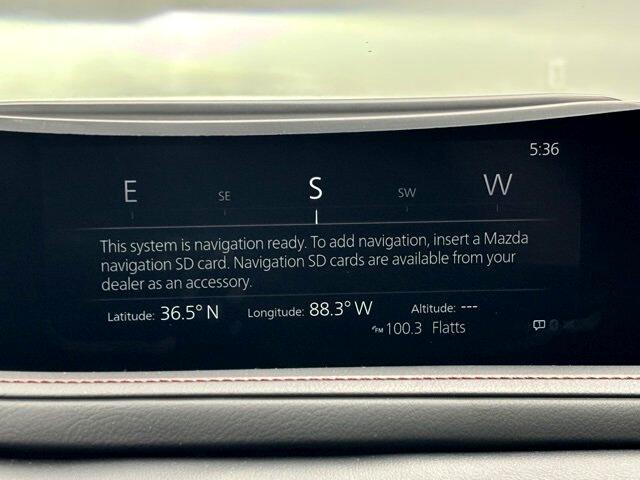 5:36
E SE S SW W
This system is navigation ready. To add navigation, insert a Mazda
navigation SD card. Navigation SD cards are available from your
dealer as an accessory.
Latitude: 36.5° N Longitude: 88.3° W Altitude: ---
FM 100.3 Flatts